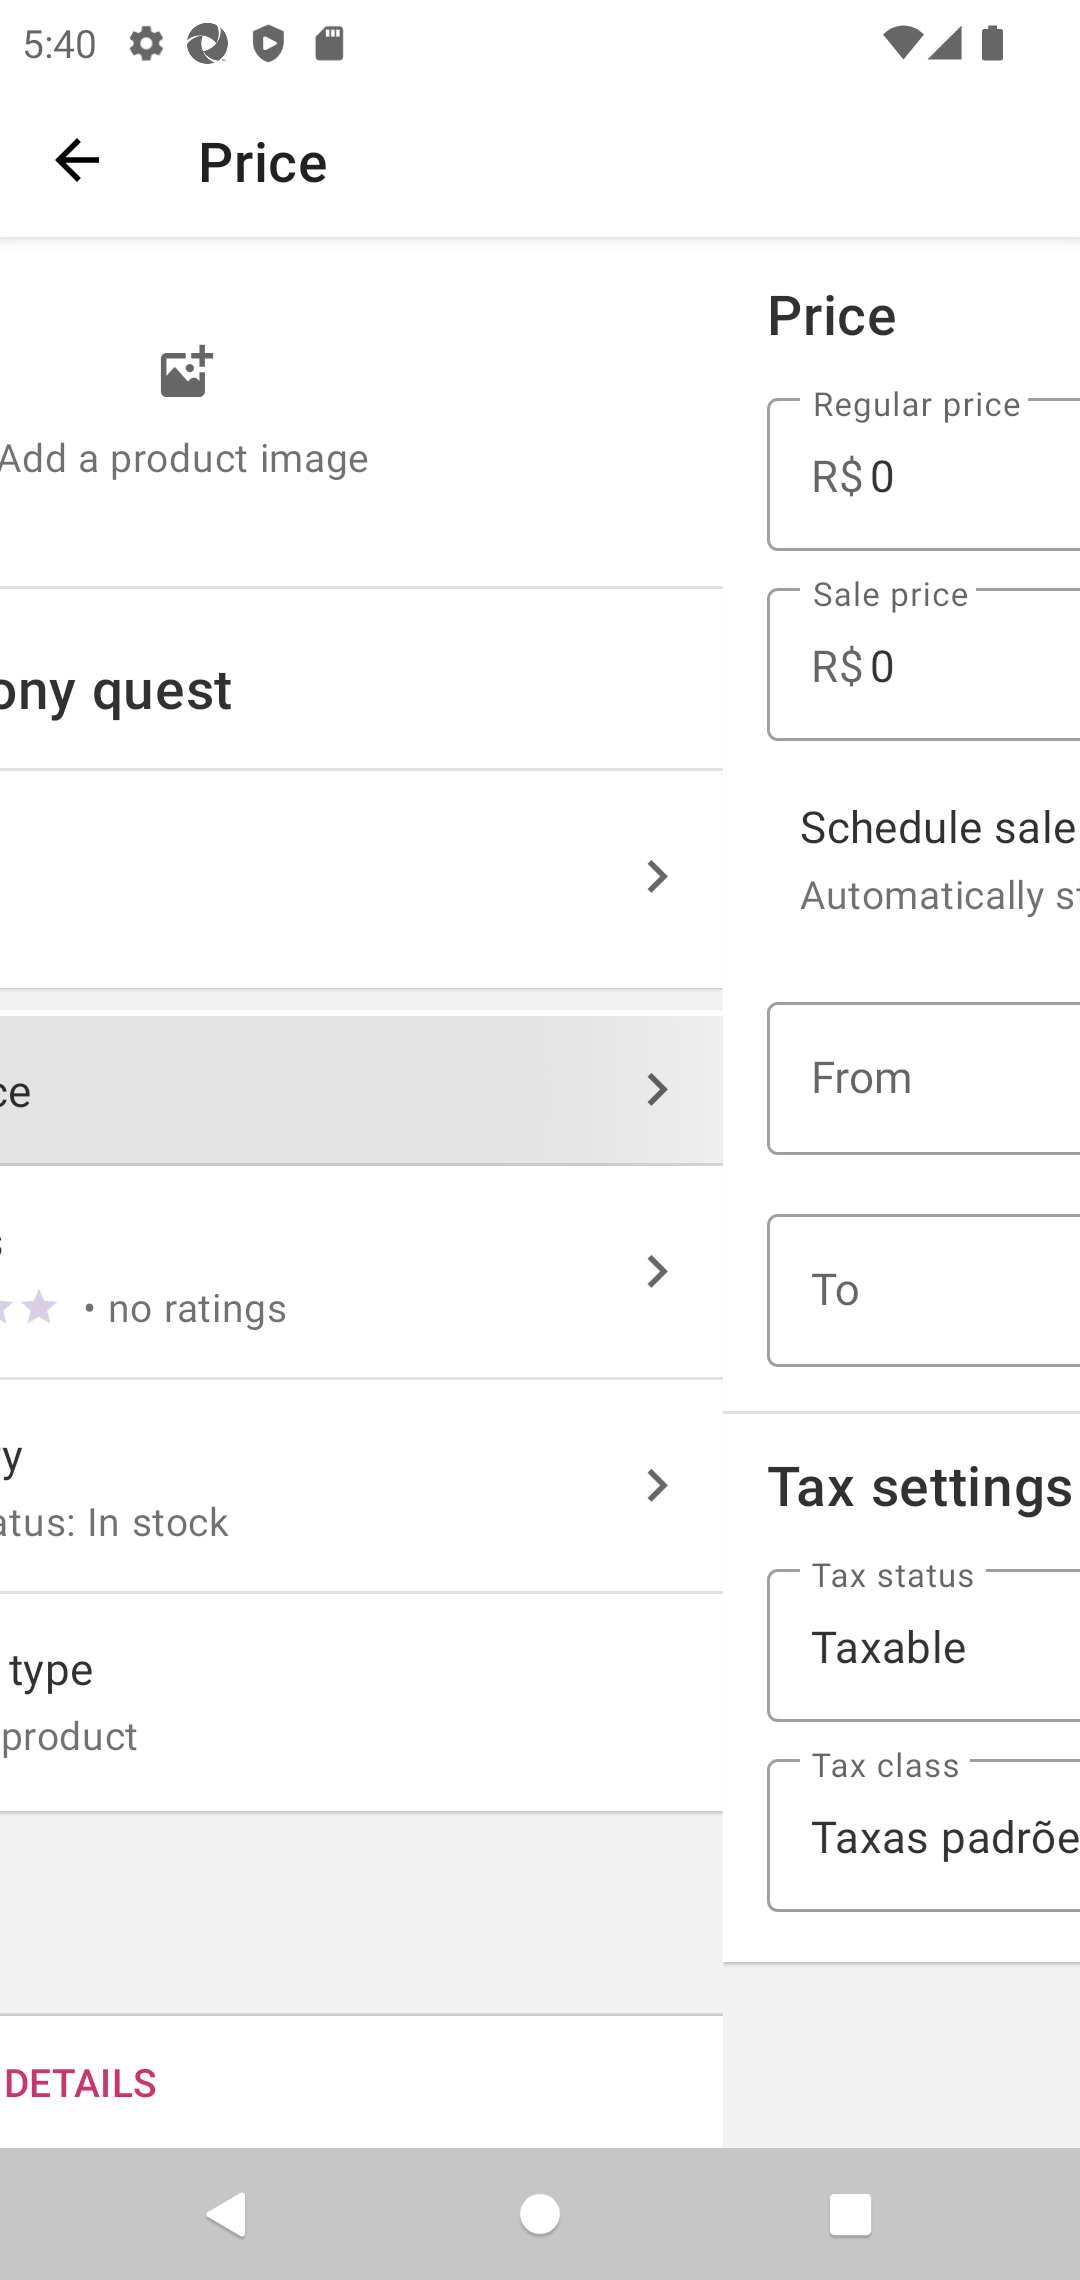 5:40
Price
Add a product image
ony quest
ce
• no ratings
ry
atus: In stock
type
product
DETAILS
Price
Regular price
R$ 0
Sale price
R$ 0
Schedule sale
Automatically st
From
To
Tax settings
Tax status
Taxable
Tax class
Taxas padrõe